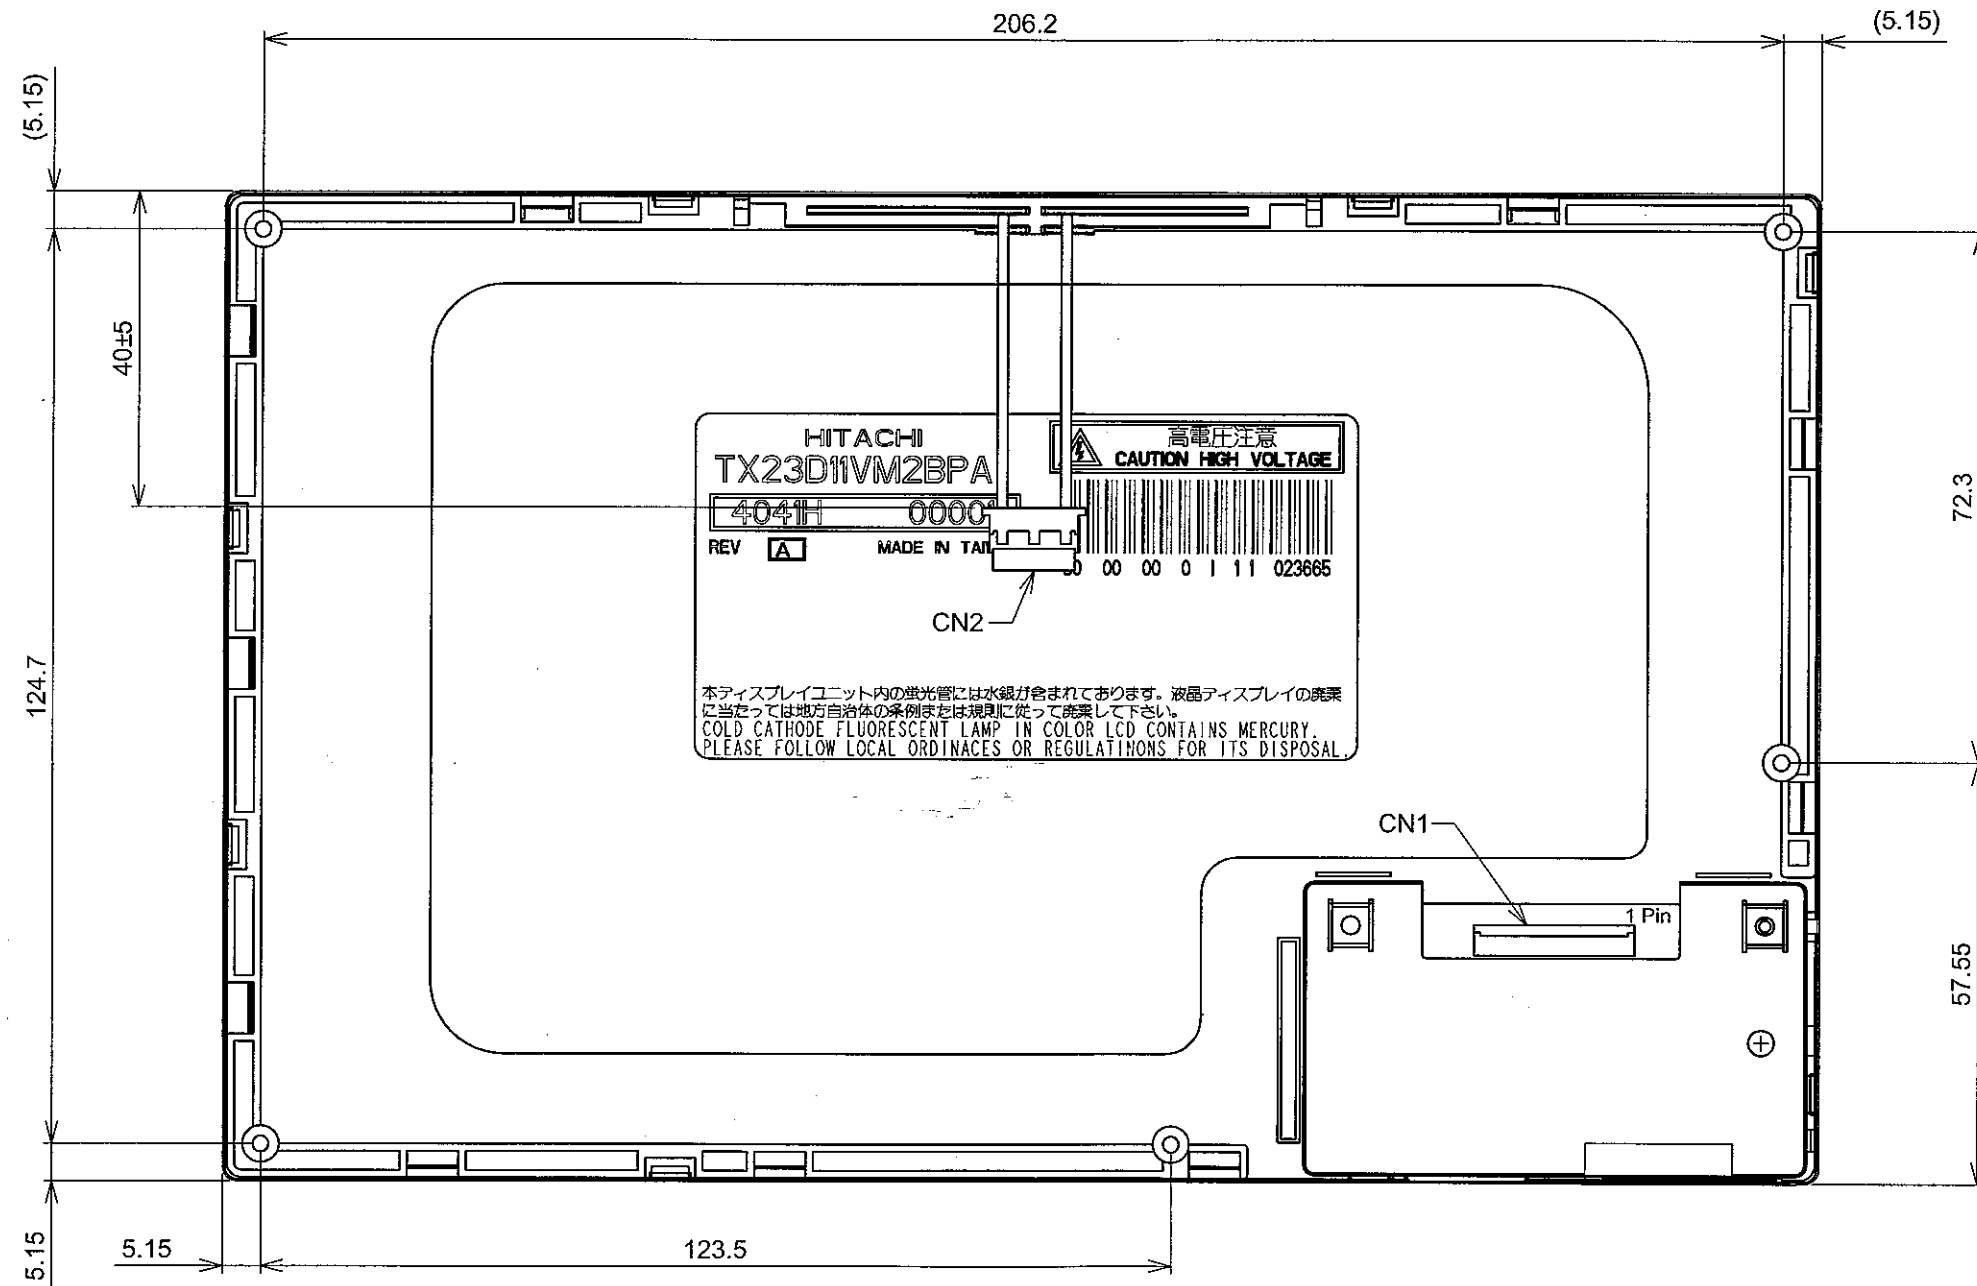 206.2
(5.15)
(5.15)
40±5
124.7
72.3
57.55
HITACHI
TX23D11VM2BPA
高電圧注意
CAUTION HIGH VOLTAGE
4041H 0000
REV A MADE IN TAI
00 00 0 I 1 1 023665
CN2
本ディスプレイユニット内の蛍光管には水銀が含まれております。液晶ディスプレイの廃棄
に当たっては地方自治体の条例または規則に従って廃棄して下さい。
COLD CATHODE FLUORESCENT LAMP IN COLOR LCD CONTAINS MERCURY.
PLEASE FOLLOW LOCAL ORDINACES OR REGULATINONS FOR ITS DISPOSAL.
CN1
1 Pin
5.15
5.15
123.5